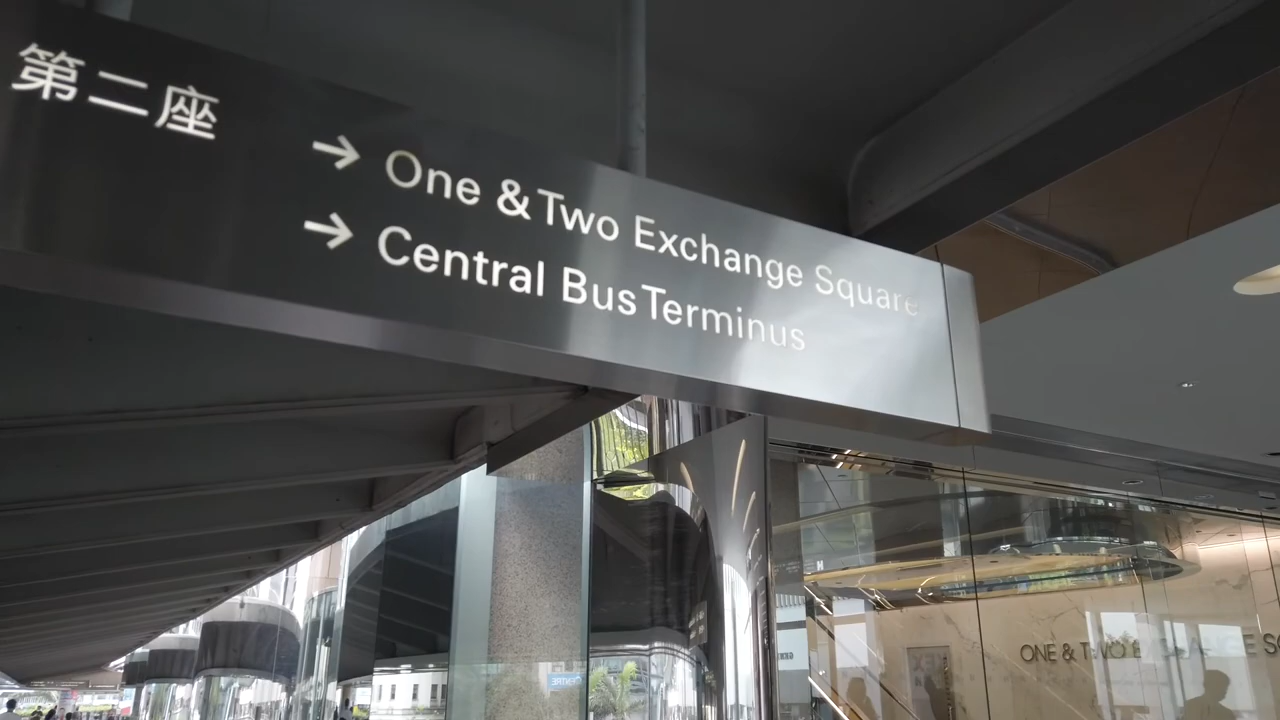 第二座
→ One & Two Exchange Square
→ Central Bus Terminus
ONE & TWO E